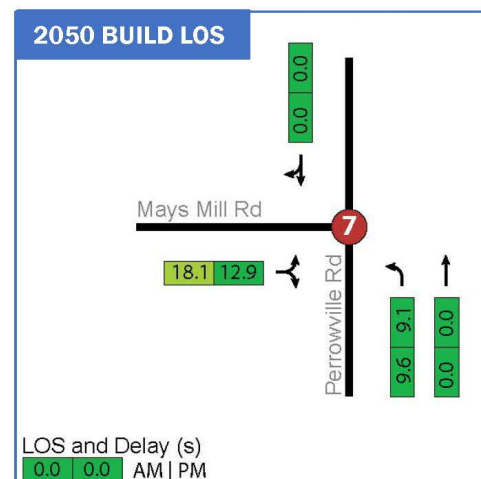 2050 BUILD LOS
0.0 0.0
Mays Mill Rd
7
18.1 12.9
Perrowville Rd
9.6 9.1
0.0 0.0
LOS and Delay (s)
0.0 0.0 AM | PM